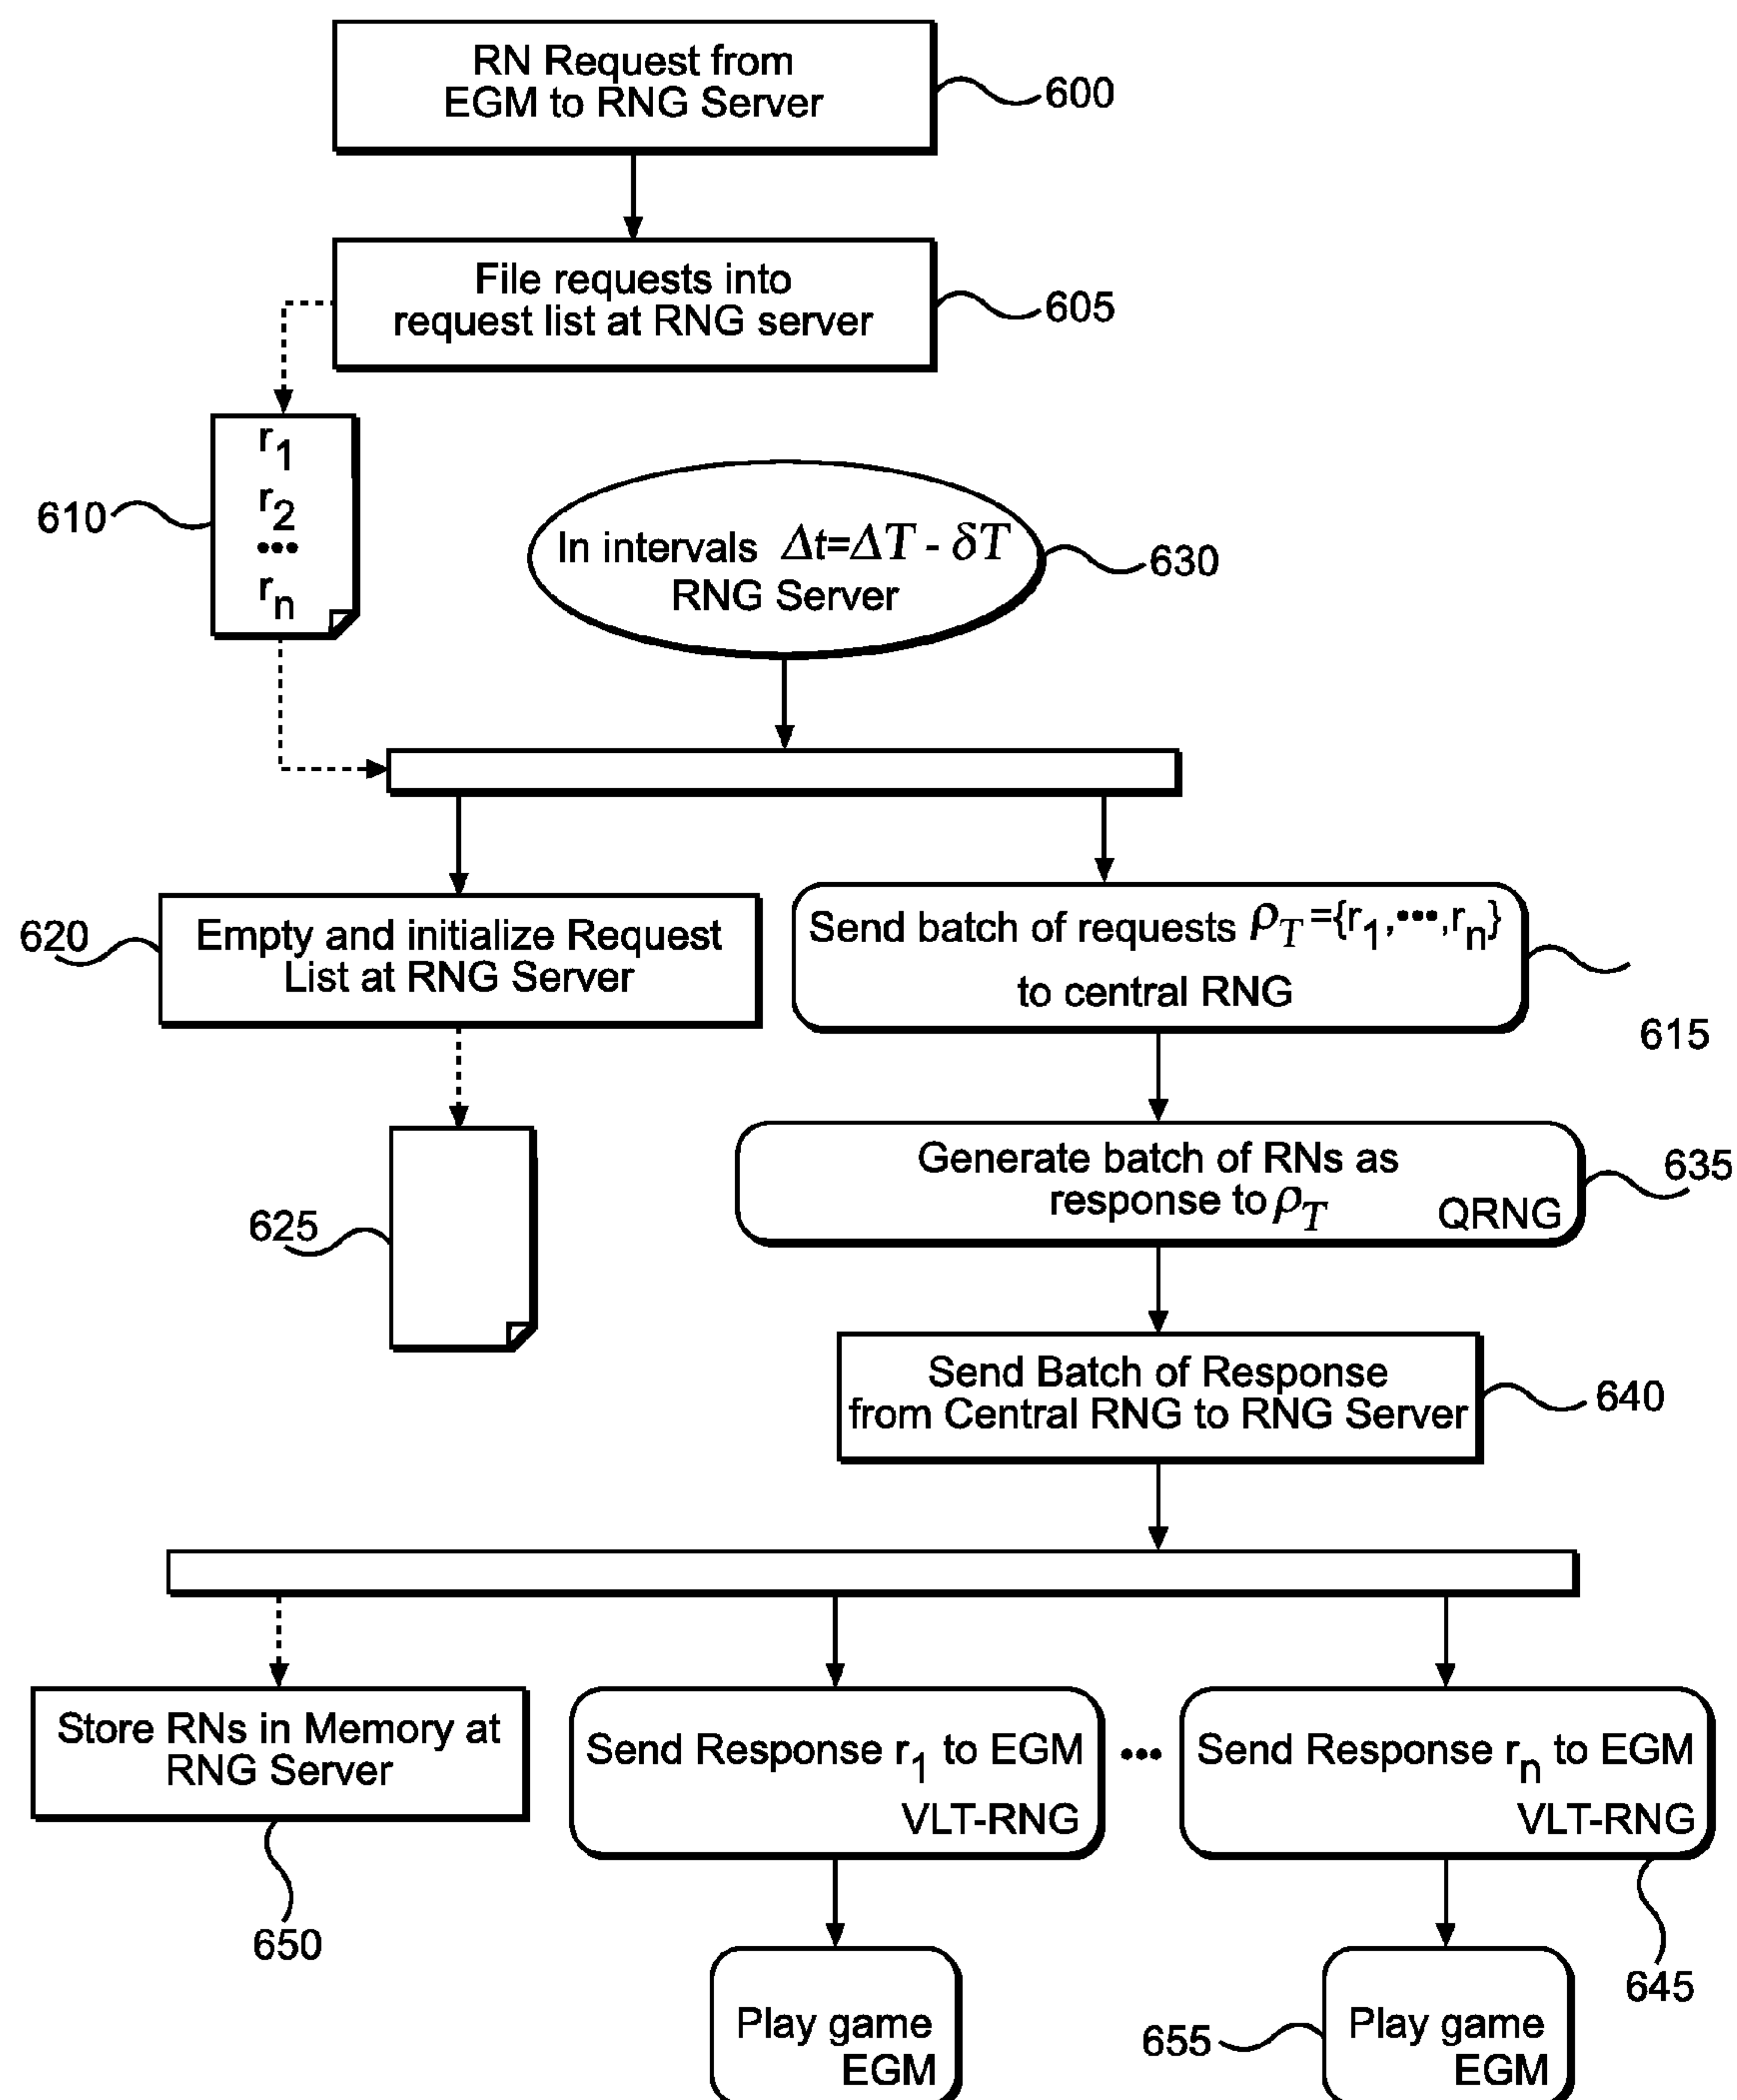 RN Request from
EGM to RNG Server
600
File requests into
request list at RNG server
605
r1
r2
•••
rn
610
In intervals Δt=ΔT - δT
RNG Server
630
620
Empty and initialize Request
List at RNG Server
Send batch of requests ρT={r1,•••,rn}
to central RNG
615
625
Generate batch of RNs as
response to ρT
QRNG
635
Send Batch of Response
from Central RNG to RNG Server
640
Store RNs in Memory at
RNG Server
650
Send Response r1 to EGM
VLT-RNG
•••
Send Response rn to EGM
VLT-RNG
645
Play game
EGM
655
Play game
EGM